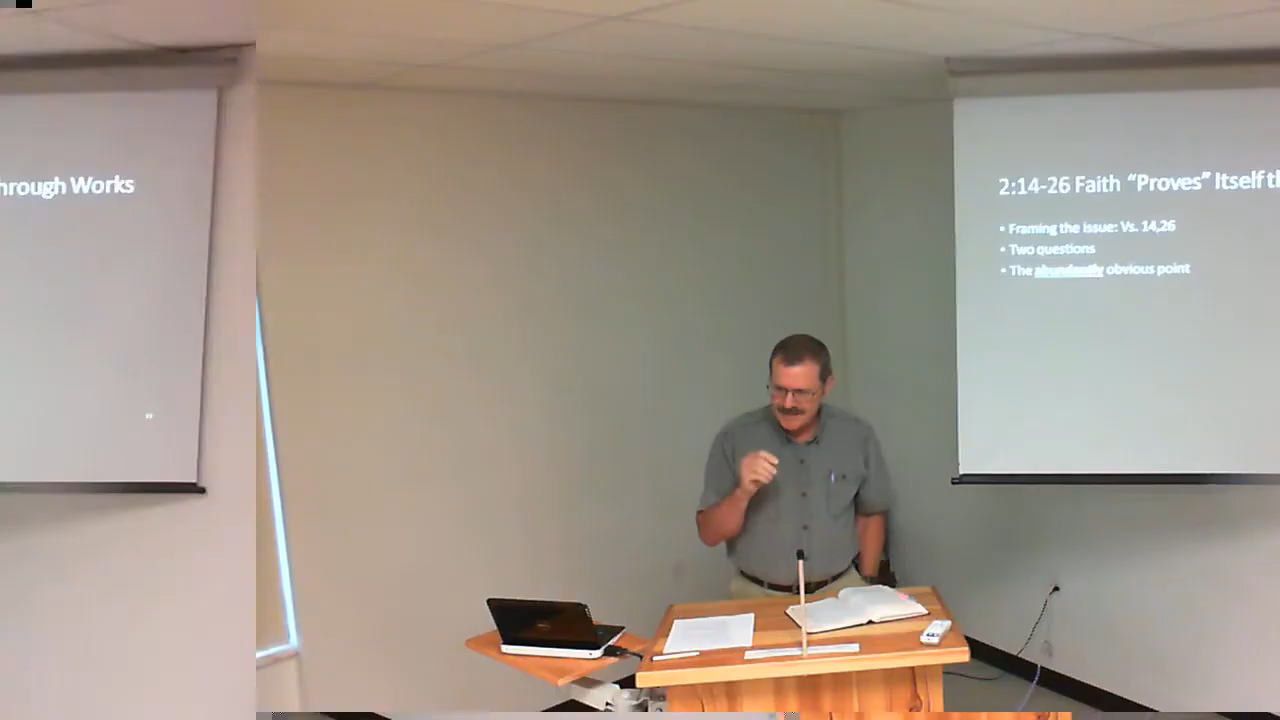 hrough Works
2:14-26 Faith “Proves” Itself t
• Framing the issue: Vs. 14,26
• Two questions
• The abundantly obvious point